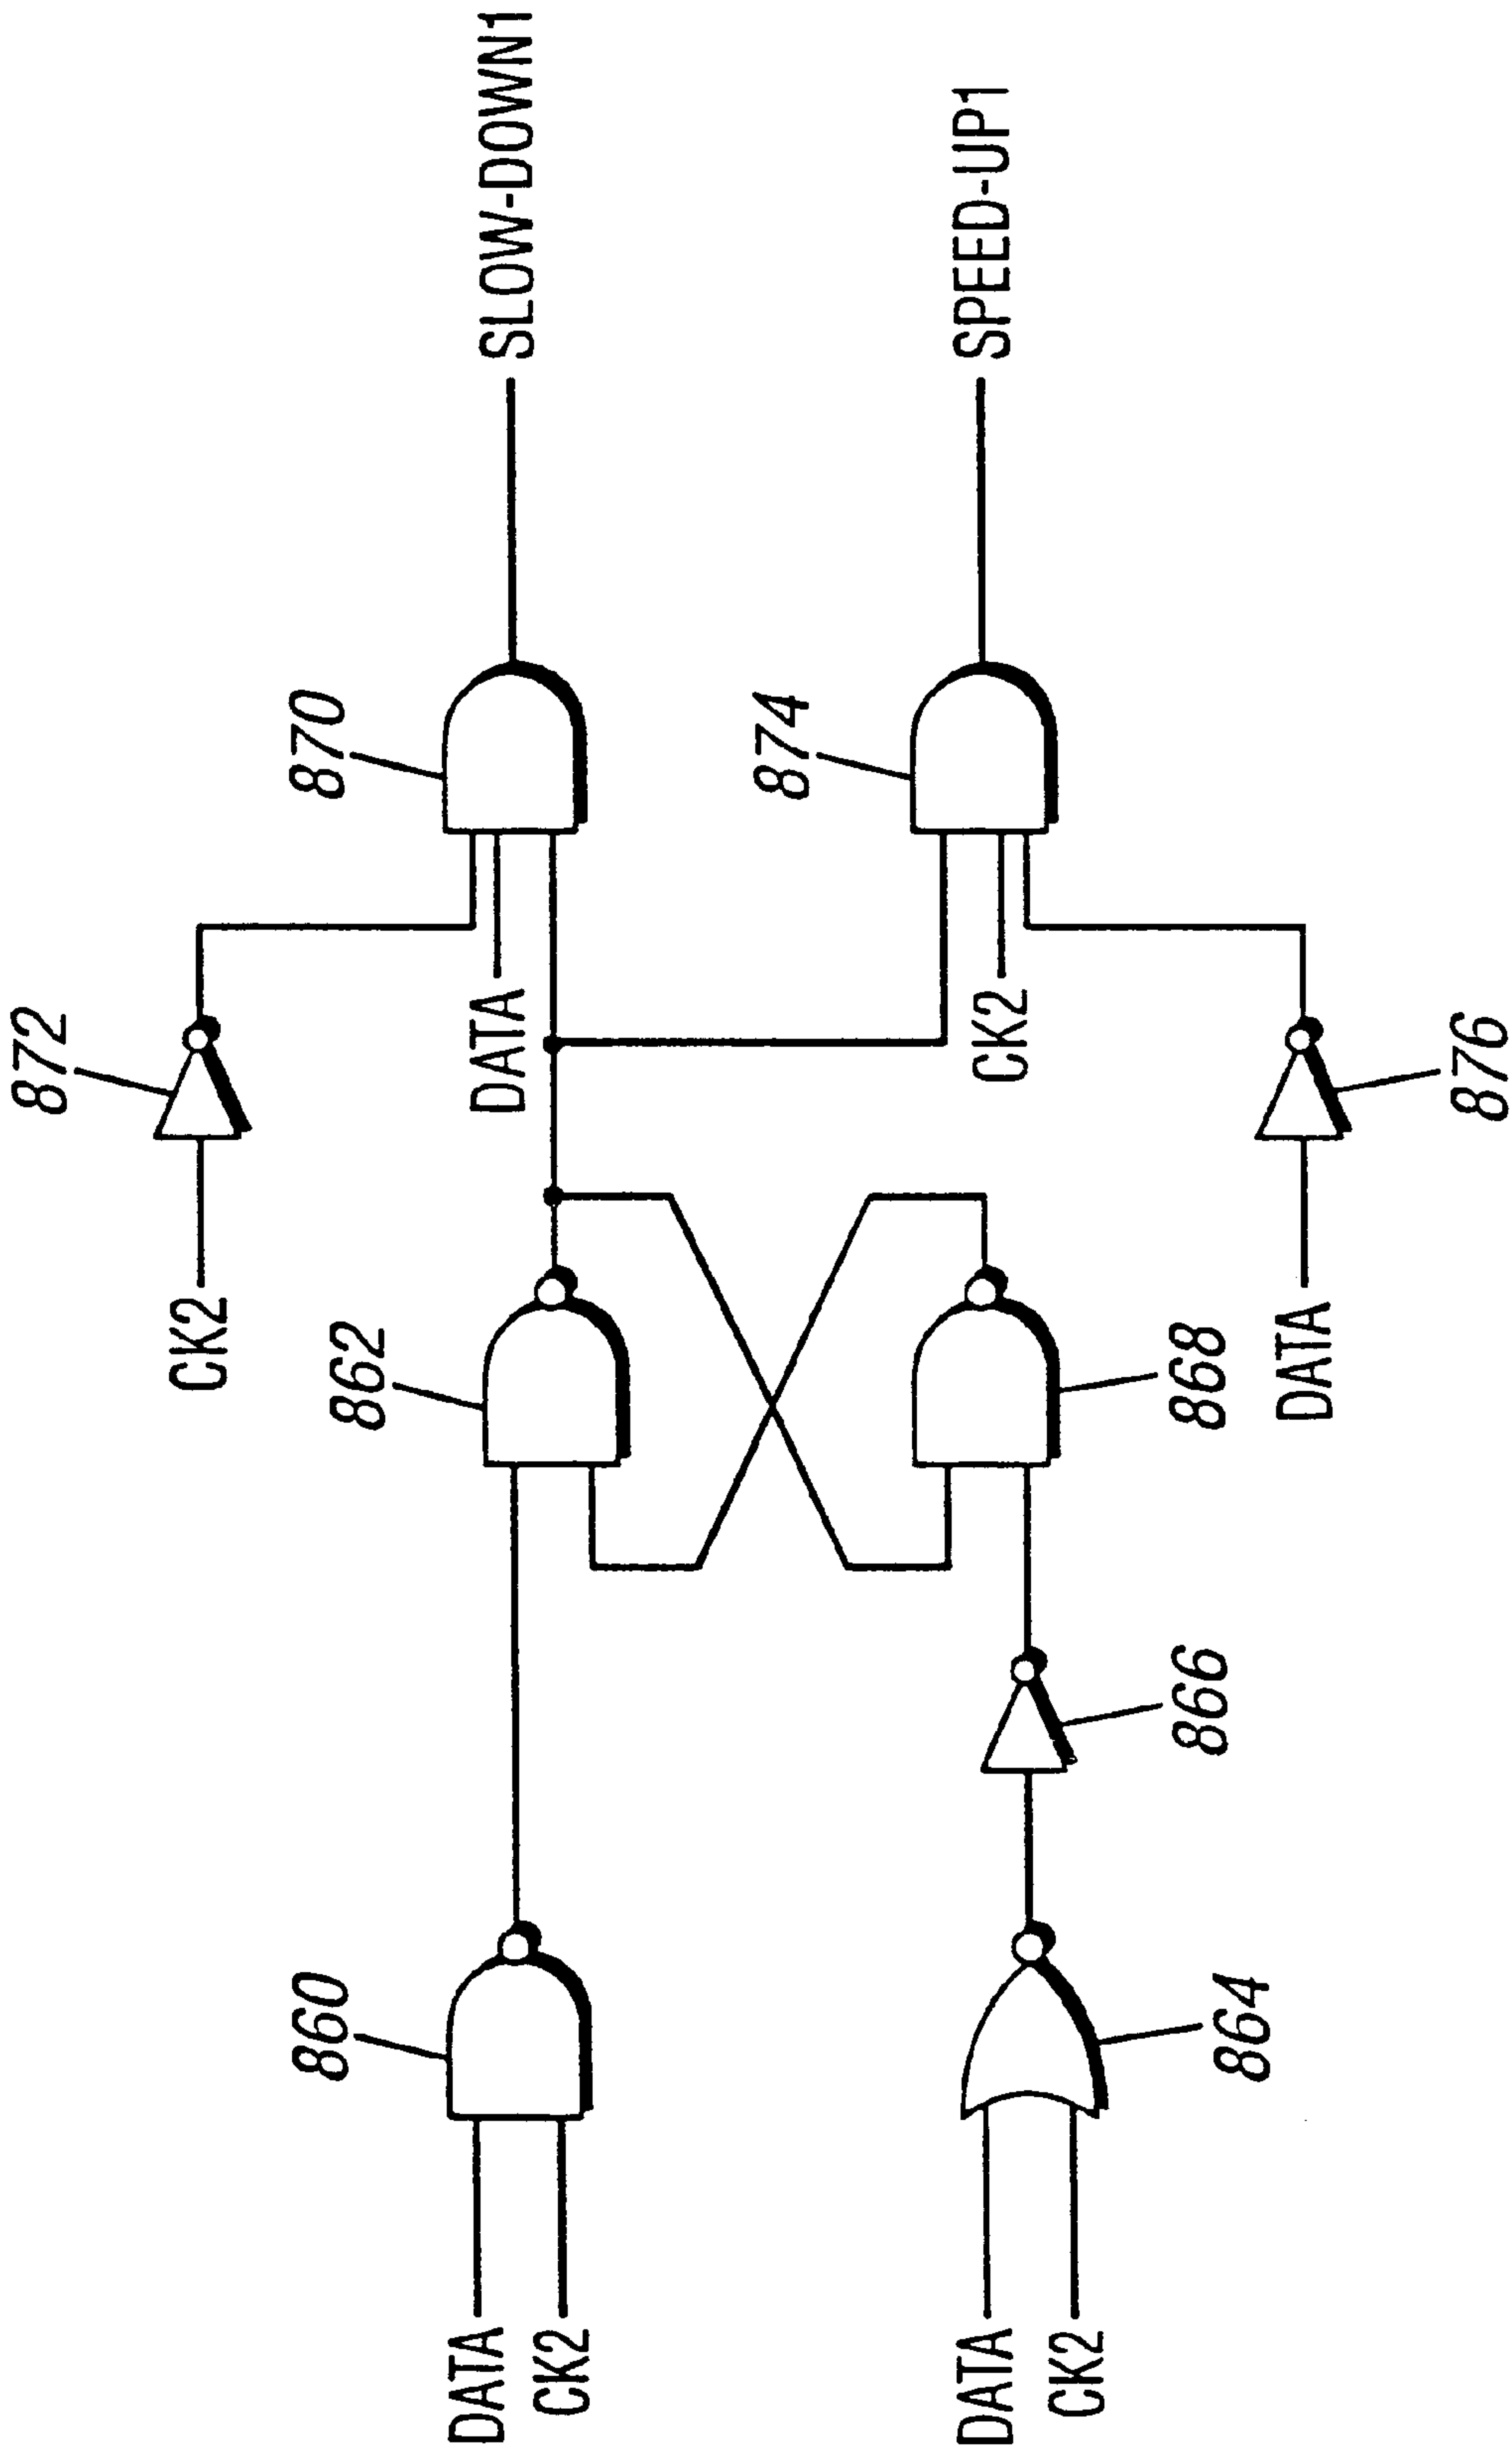 872
CK2
870
SLOW-DOWN1
862
DATA
860
DATA
CK2
874
SPEED-UP1
CK2
864
DATA
CK2
866
868
DATA
876